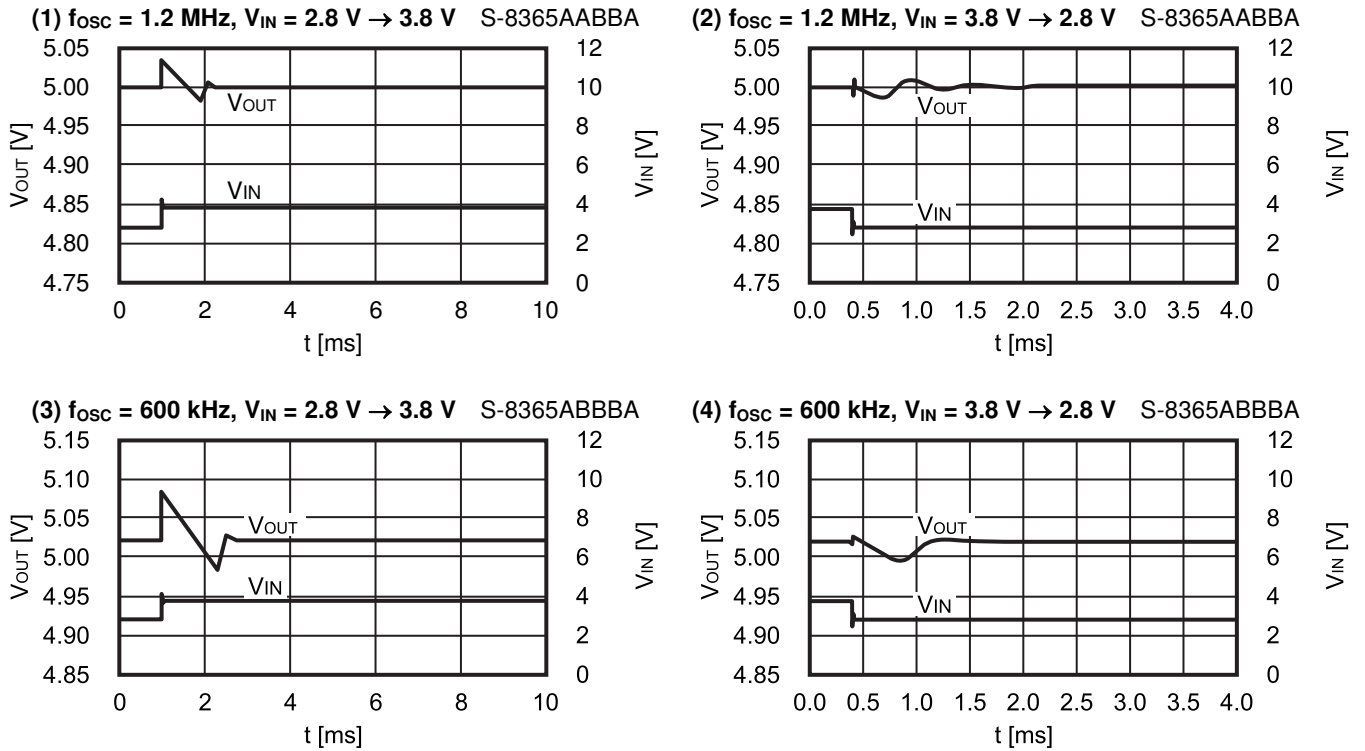 (1) fOSC = 1.2 MHz, VIN = 2.8 V → 3.8 V S-8365AABBA
5.05
5.00
4.95
4.90
4.85
4.80
4.75
VOUT [V]
12
10
8
6
4
2
0
VIN [V]
VOUT
VIN
0 2 4 6 8 10
t [ms]
(2) fOSC = 1.2 MHz, VIN = 3.8 V → 2.8 V S-8365AABBA
5.05
5.00
4.95
4.90
4.85
4.80
4.75
VOUT [V]
12
10
8
6
4
2
0
VIN [V]
VOUT
VIN
0.0 0.5 1.0 1.5 2.0 2.5 3.0 3.5 4.0
t [ms]
(3) fOSC = 600 kHz, VIN = 2.8 V → 3.8 V S-8365ABBBA
5.15
5.10
5.05
5.00
4.95
4.90
4.85
VOUT [V]
12
10
8
6
4
2
0
VIN [V]
VOUT
VIN
0 2 4 6 8 10
t [ms]
(4) fOSC = 600 kHz, VIN = 3.8 V → 2.8 V S-8365ABBBA
5.15
5.10
5.05
5.00
4.95
4.90
4.85
VOUT [V]
12
10
8
6
4
2
0
VIN [V]
VOUT
VIN
0.0 0.5 1.0 1.5 2.0 2.5 3.0 3.5 4.0
t [ms]